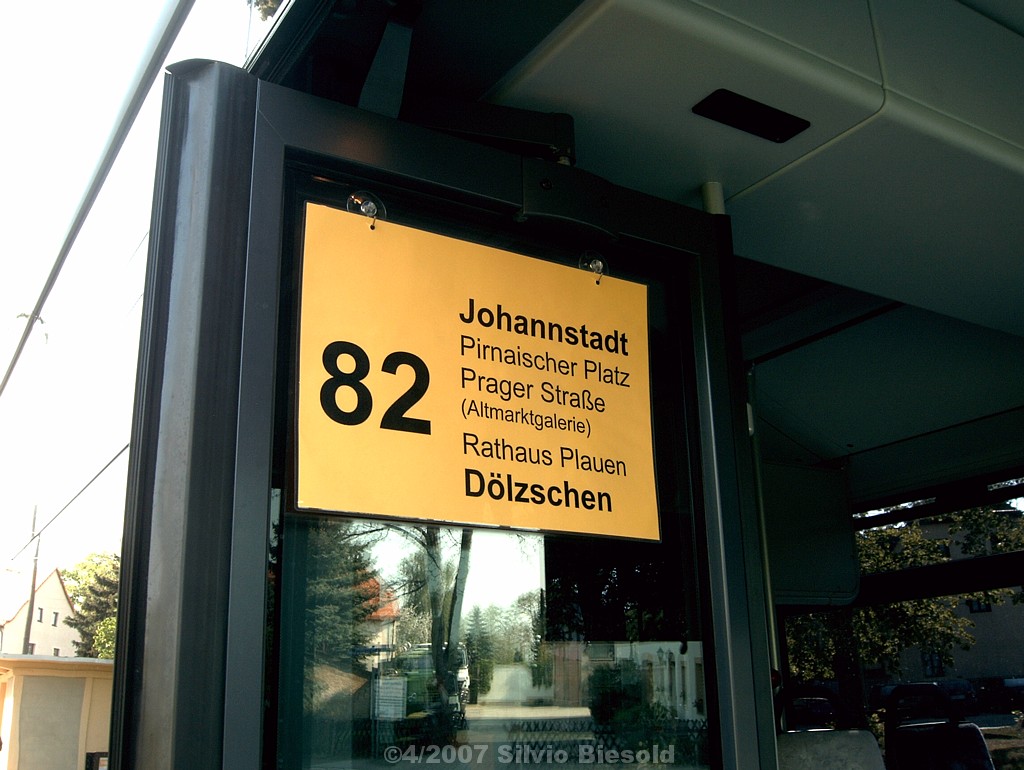 82
Johannstadt
Pirnaischer Platz
Prager Straße
(Altmarktgalerie)
Rathaus Plauen
Dölzschen
©4/2007 Silvio Biesold